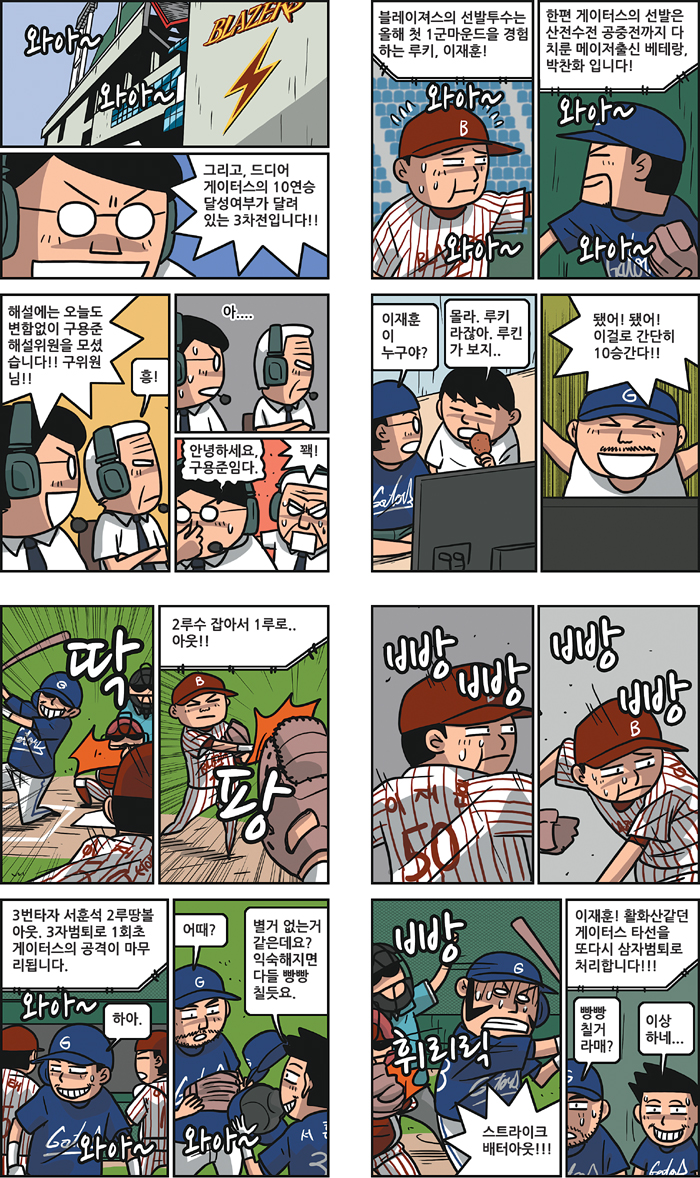 BLAZERS
와아~
와아~
그리고, 드디어
게이터스의 10연승
달성여부가 달려
있는 3차전입니다!!
해설에는 오늘도
변함없이 구용준
해설위원을 모셨
습니다!! 구위원
님!!
흥!
아....
안녕하세요,
구용준임다.
꽥!
블레이져스의 선발투수는
올해 첫 1군마운드를 경험
하는 루키, 이재훈!
와아~
B
와아~
한편 게이터스의 선발은
산전수전 공중전까지 다
치룬 메이저출신 베테랑,
박찬화 입니다!
와아~
와아~
이재훈
이
누구야?
몰라. 루키
라잖아. 루킨
가 보지..
Gators
99
됐어! 됐어!
이걸로 간단히
10승간다!!
G
딱
G
2루수 잡아서 1루로..
아웃!!
B
팡
3번타자 서훈석 2루땅볼
아웃. 3자범퇴로 1회초
게이터스의 공격이 마무
리됩니다.
와아~
하아.
G
Gators
와아~
어때?
별거 없는거
같은데요?
익숙해지면
다들 빵빵
칠듯요.
G
와아~
3
빠방
빠방
이재훈
50
빠방
빠방
B
빠방
G
휘리릭
스트라이크
배터아웃!!!
이재훈! 활화산같던
게이터스 타선을
또다시 삼자범퇴로
처리합니다!!!
빵빵
칠거
라매?
이상
하네...
G
Gators